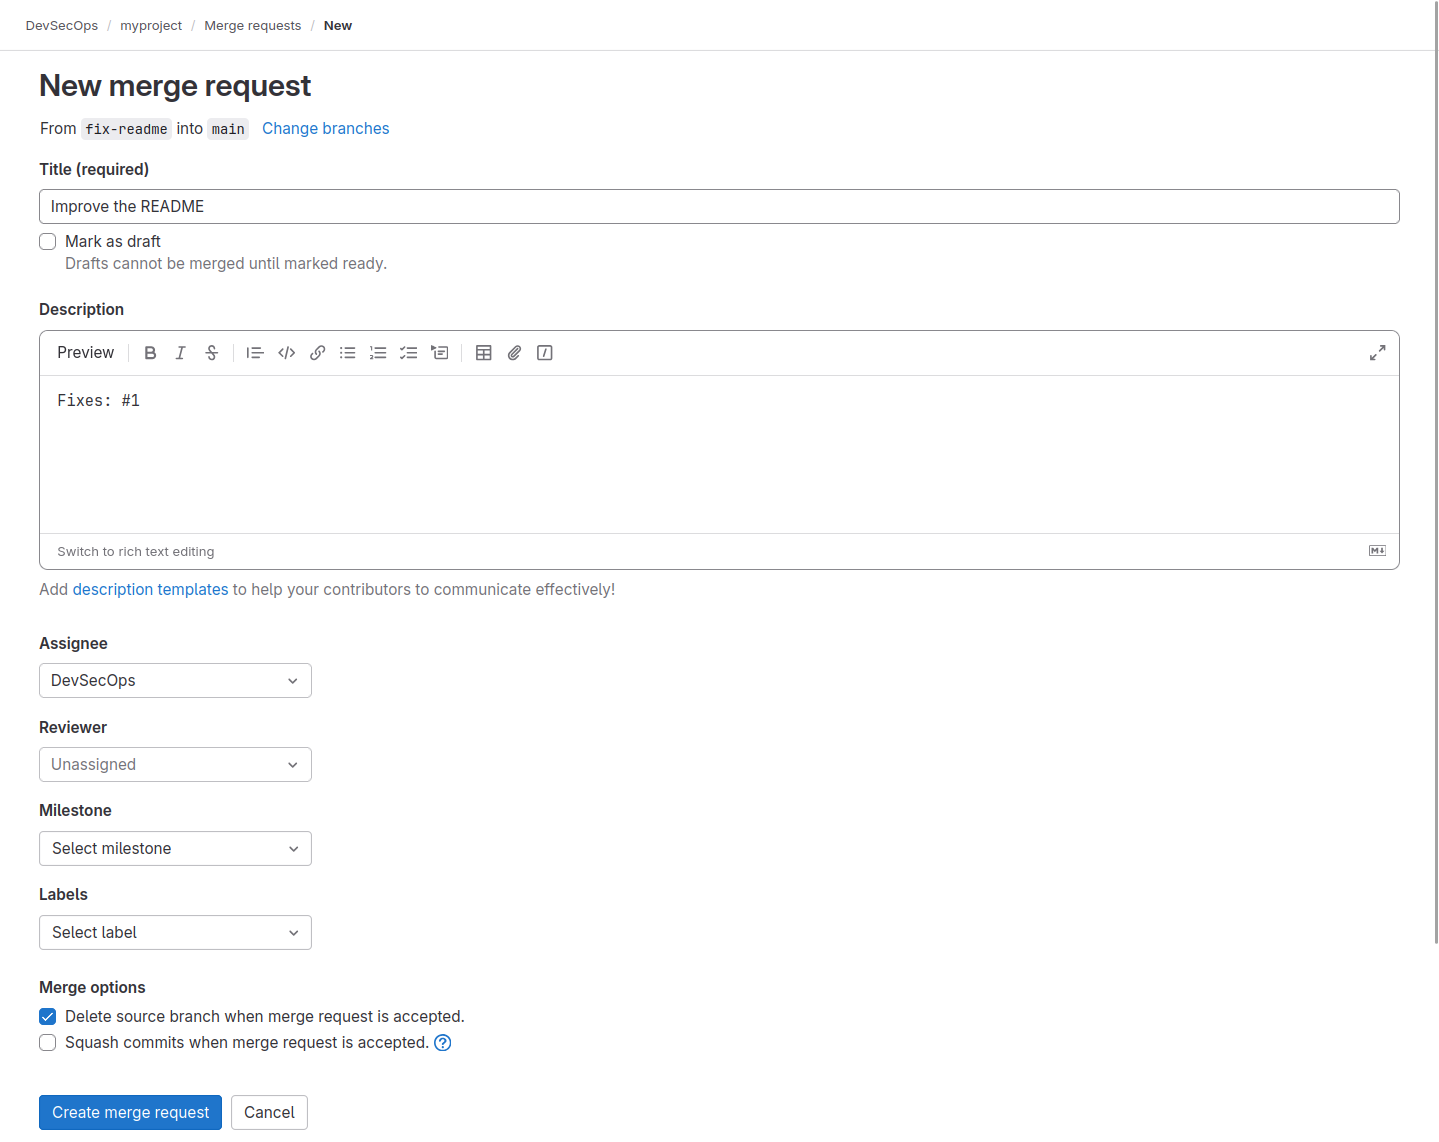 DevSecOps / myproject / Merge requests / New
New merge request
From fix-readme into main Change branches
Title (required)
Improve the README
Mark as draft
Drafts cannot be merged until marked ready.
Description
Preview
Fixes: #1
Switch to rich text editing
Add description templates to help your contributors to communicate effectively!
Assignee
DevSecOps
Reviewer
Unassigned
Milestone
Select milestone
Labels
Select label
Merge options
Delete source branch when merge request is accepted.
Squash commits when merge request is accepted.
Create merge request Cancel